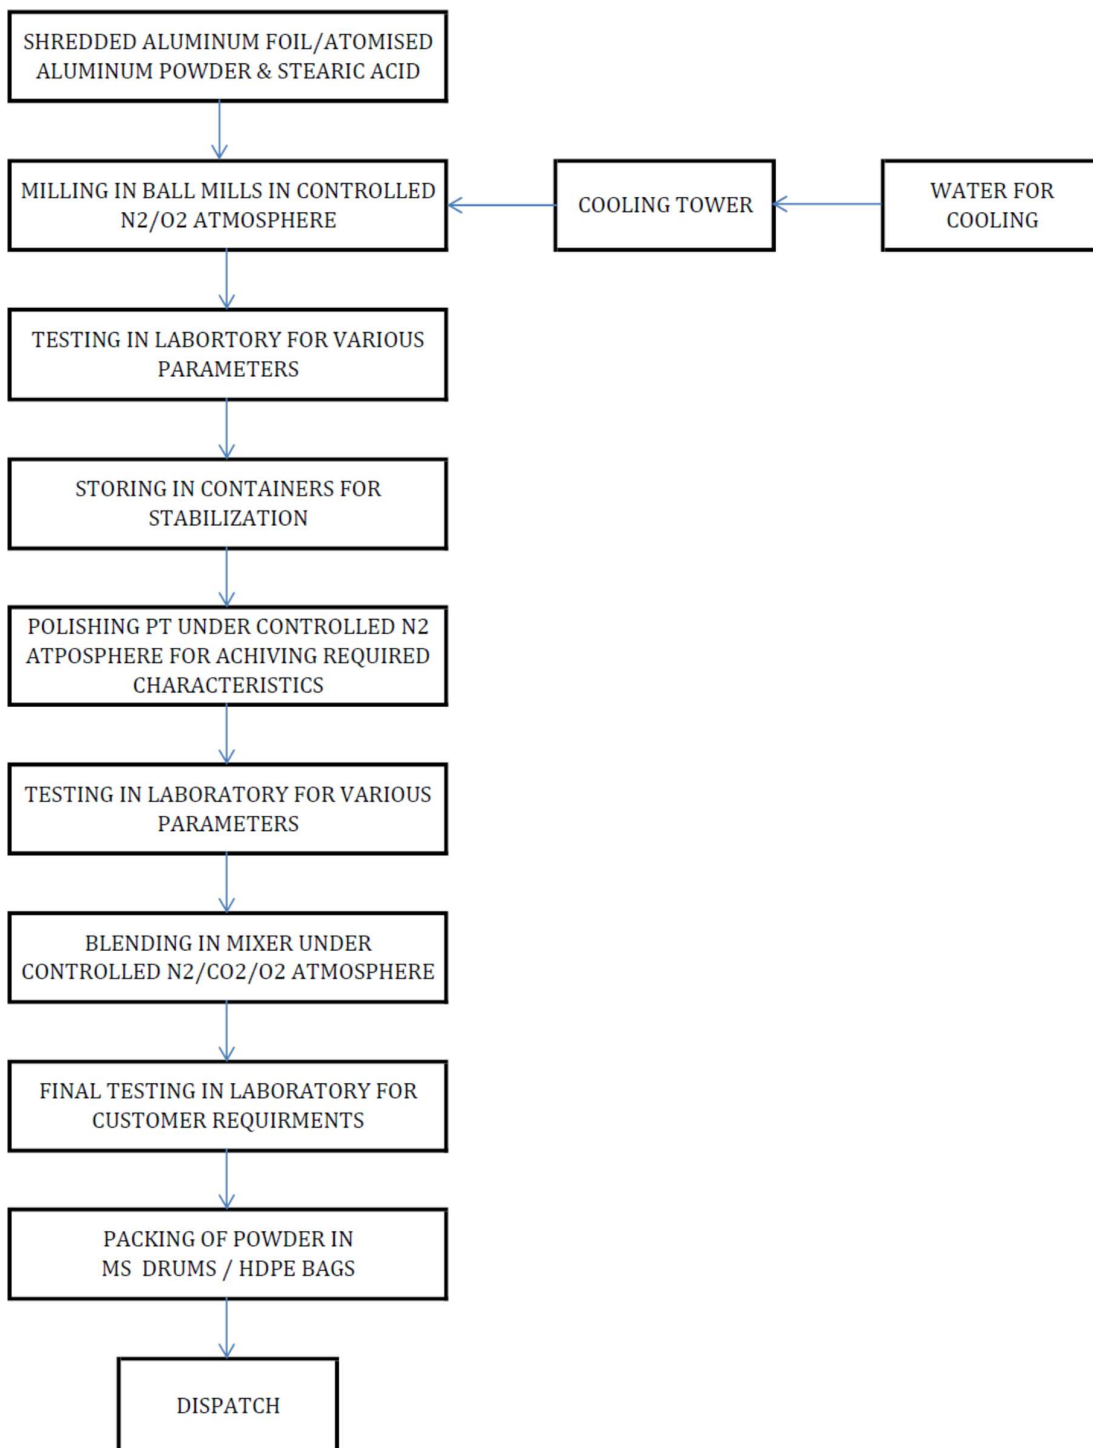 SHREDDED ALUMINUM FOIL/ATOMISED
ALUMINUM POWDER & STEARIC ACID
MILLING IN BALL MILLS IN CONTROLLED
N2/O2 ATMOSPHERE
COOLING TOWER
WATER FOR
COOLING
TESTING IN LABORTORY FOR VARIOUS
PARAMETERS
STORING IN CONTAINERS FOR
STABILIZATION
POLISHING PT UNDER CONTROLLED N2
ATPOSPHERE FOR ACHIVING REQUIRED
CHARACTERISTICS
TESTING IN LABORATORY FOR VARIOUS
PARAMETERS
BLENDING IN MIXER UNDER
CONTROLLED N2/CO2/O2 ATMOSPHERE
FINAL TESTING IN LABORATORY FOR
CUSTOMER REQUIRMENTS
PACKING OF POWDER IN
MS DRUMS / HDPE BAGS
DISPATCH